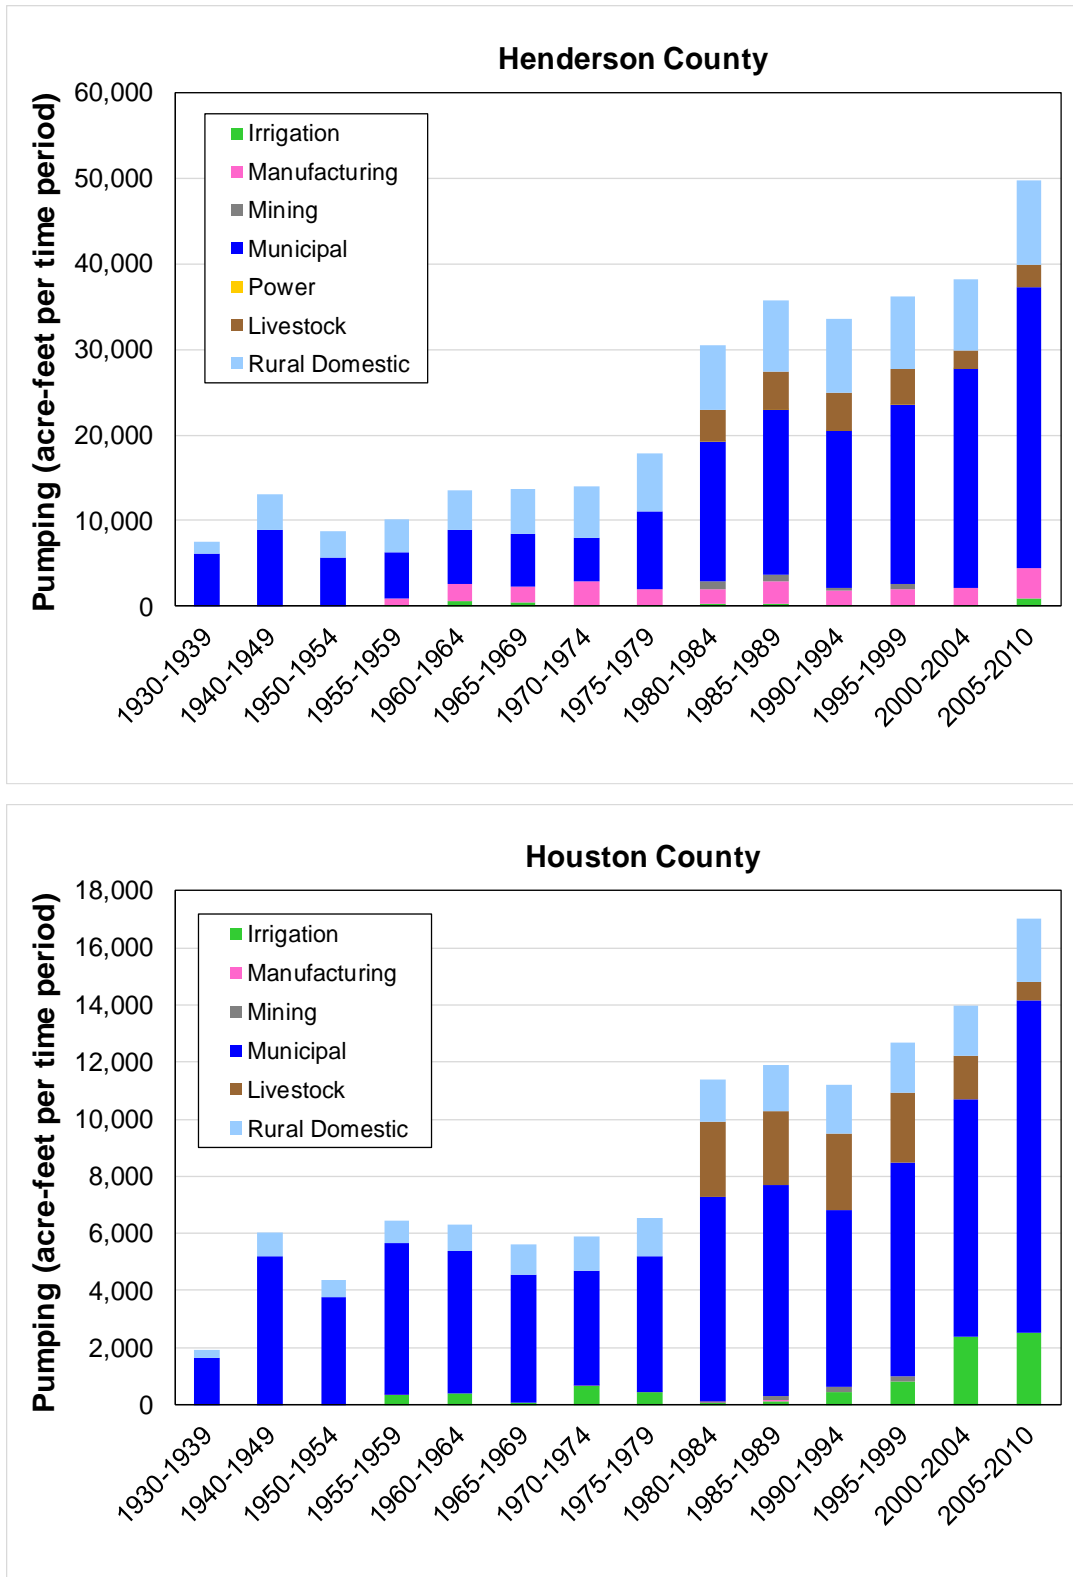 Henderson County
Pumping (acre-feet per time period)
60,000
50,000
40,000
30,000
20,000
10,000
0
Irrigation
Manufacturing
Mining
Municipal
Power
Livestock
Rural Domestic
1930-1939
1940-1949
1950-1954
1955-1959
1960-1964
1965-1969
1970-1974
1975-1979
1980-1984
1985-1989
1990-1994
1995-1999
2000-2004
2005-2010
Houston County
Pumping (acre-feet per time period)
18,000
16,000
14,000
12,000
10,000
8,000
6,000
4,000
2,000
0
Irrigation
Manufacturing
Mining
Municipal
Livestock
Rural Domestic
1930-1939
1940-1949
1950-1954
1955-1959
1960-1964
1965-1969
1970-1974
1975-1979
1980-1984
1985-1989
1990-1994
1995-1999
2000-2004
2005-2010